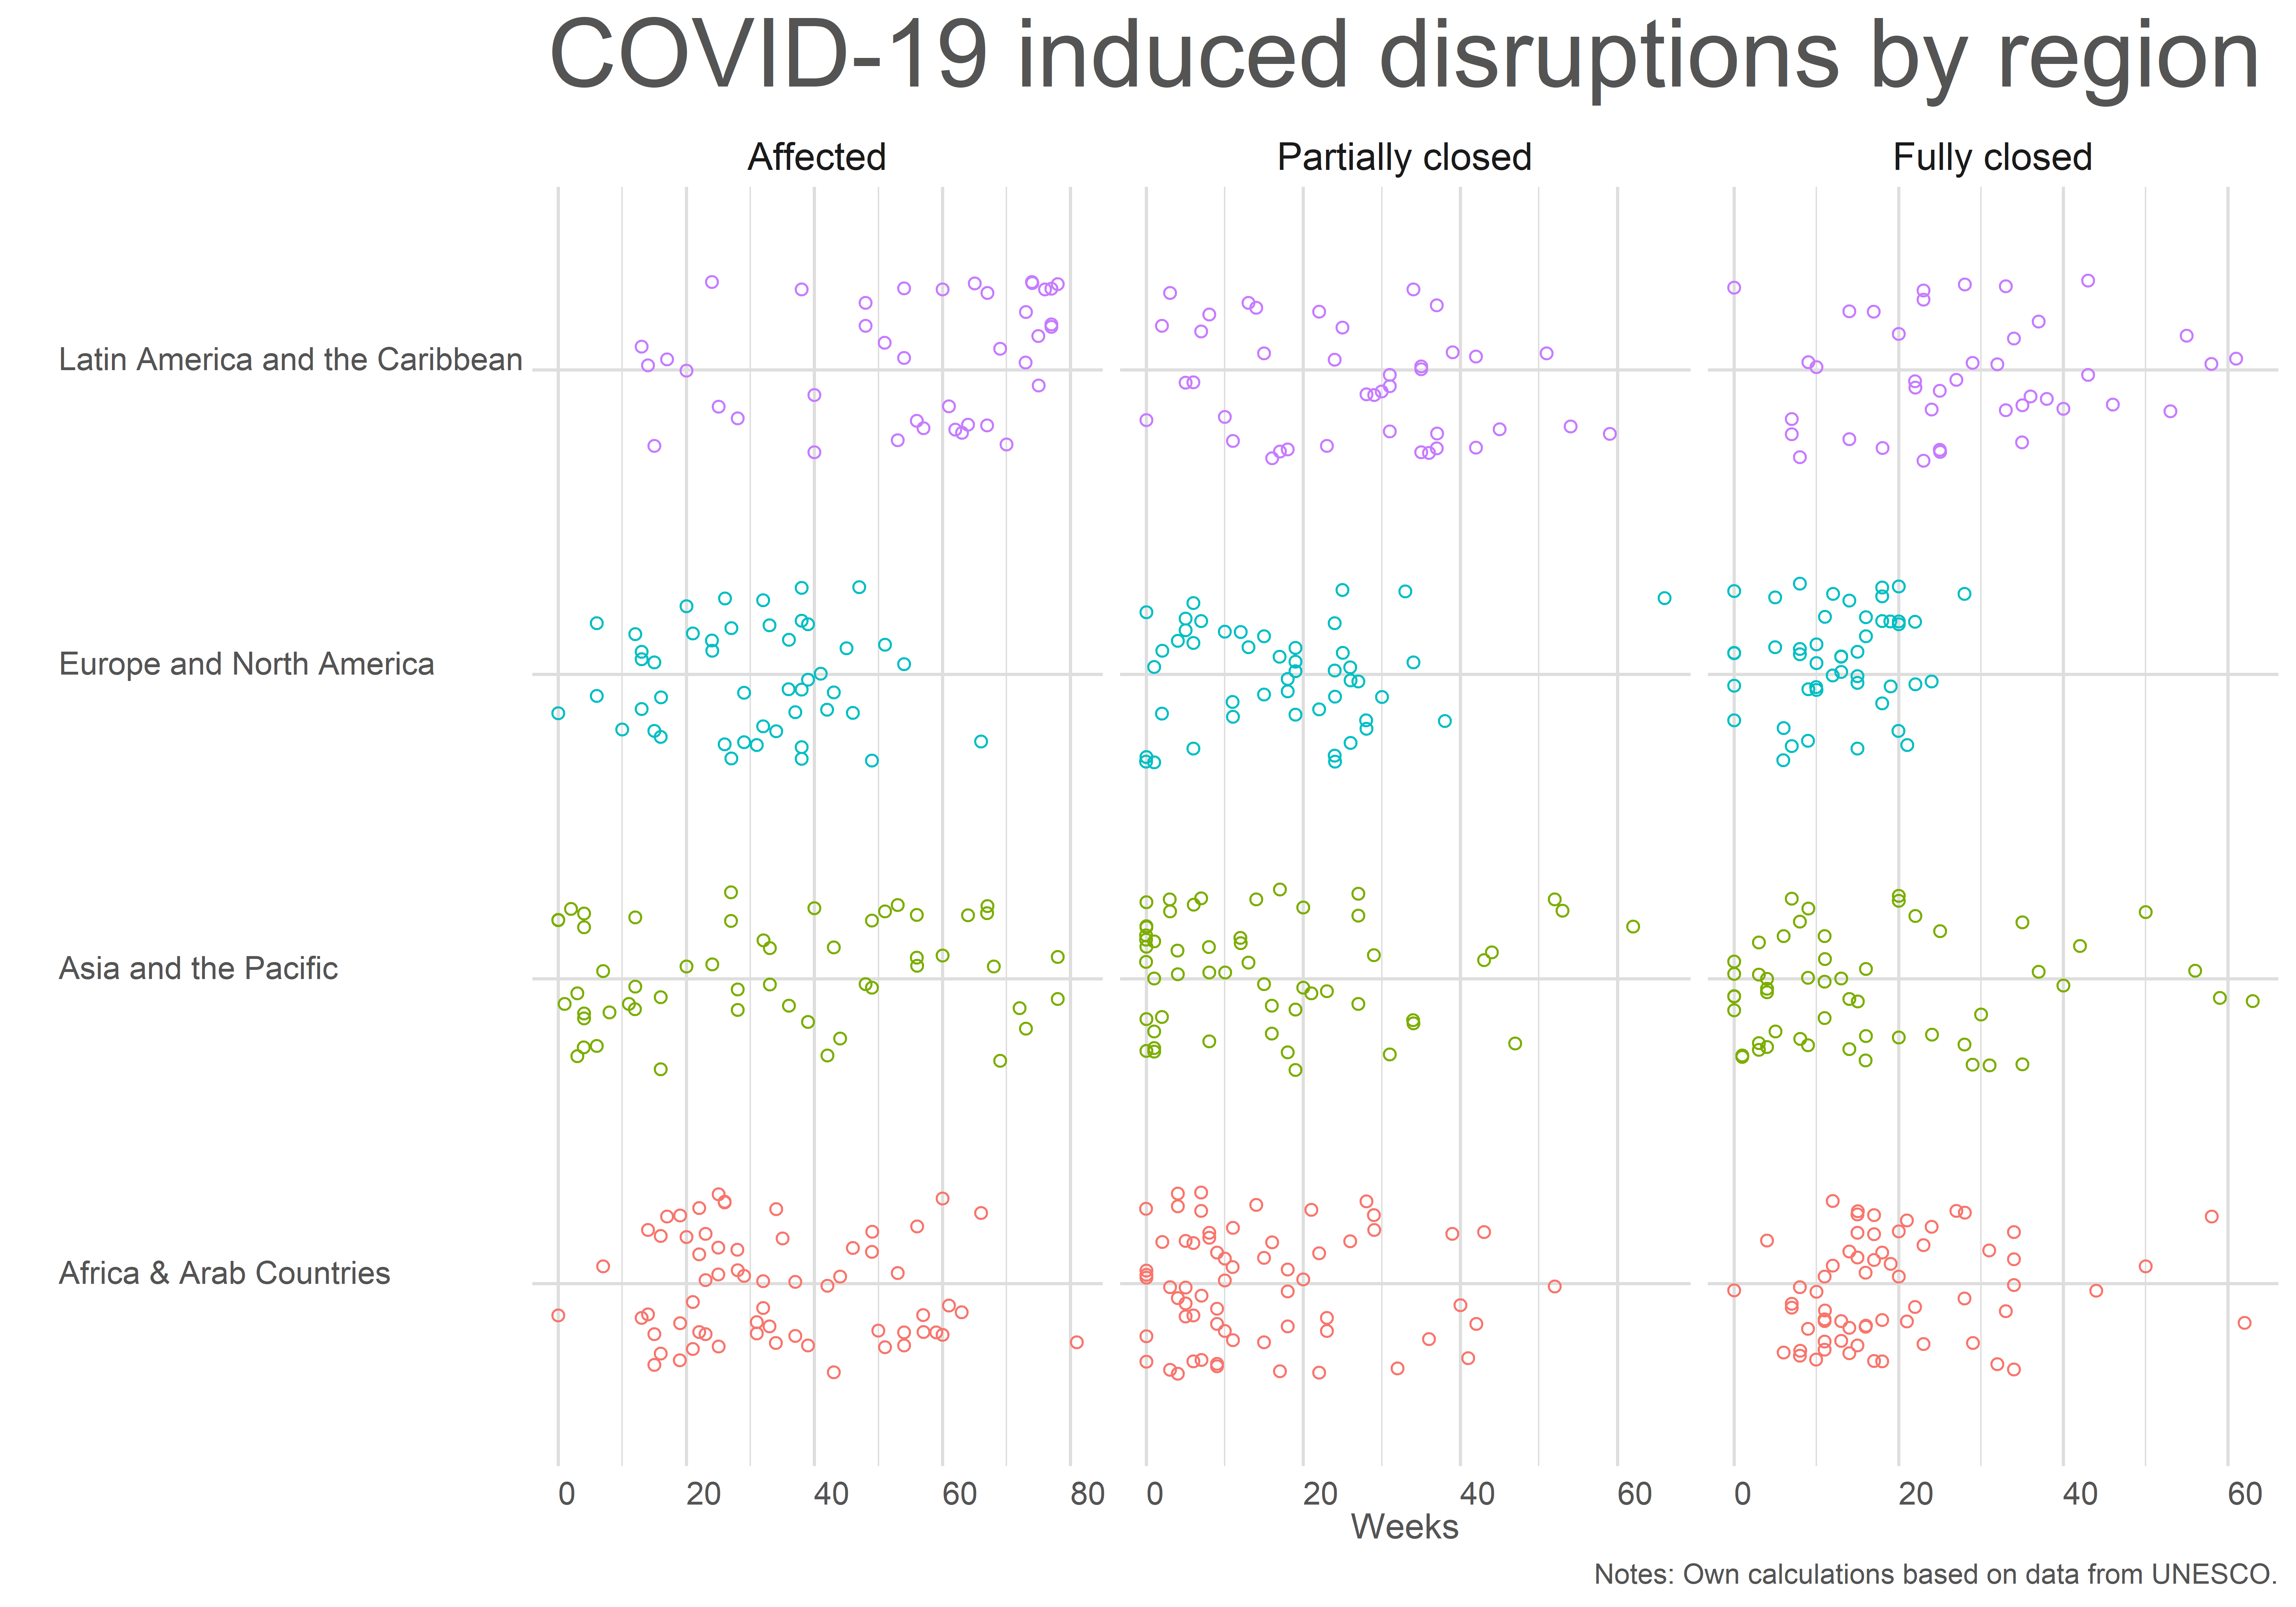 COVID-19 induced disruptions by region
Affected
Partially closed
Fully closed
Latin America and the Caribbean
Europe and North America
Asia and the Pacific
Africa & Arab Countries
0 20 40 60 80
0 20 40 60
0 20 40 60
Weeks
Notes: Own calculations based on data from UNESCO.